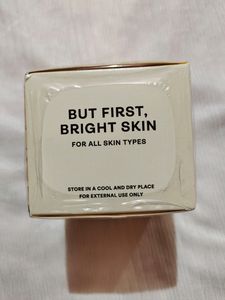 BUT FIRST,
BRIGHT SKIN
FOR ALL SKIN TYPES
STORE IN A COOL AND DRY PLACE
FOR EXTERNAL USE ONLY